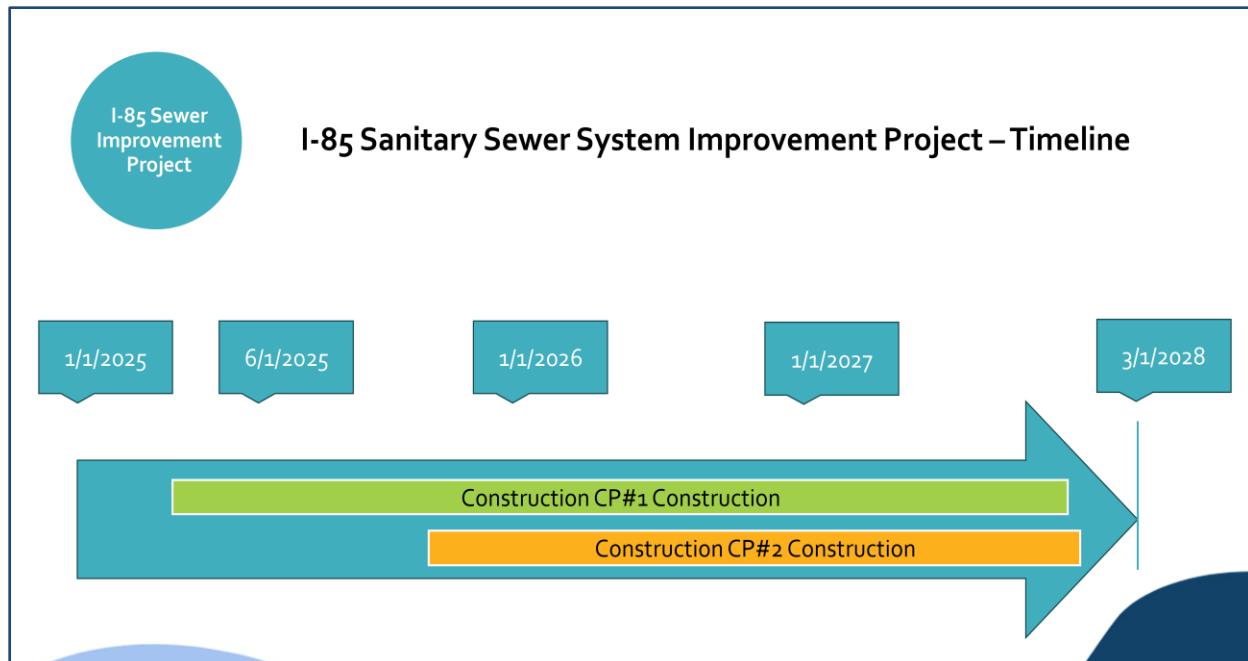 I-85 Sewer
Improvement
Project
I-85 Sanitary Sewer System Improvement Project – Timeline
1/1/2025
6/1/2025
1/1/2026
1/1/2027
3/1/2028
Construction CP#1 Construction
Construction CP#2 Construction